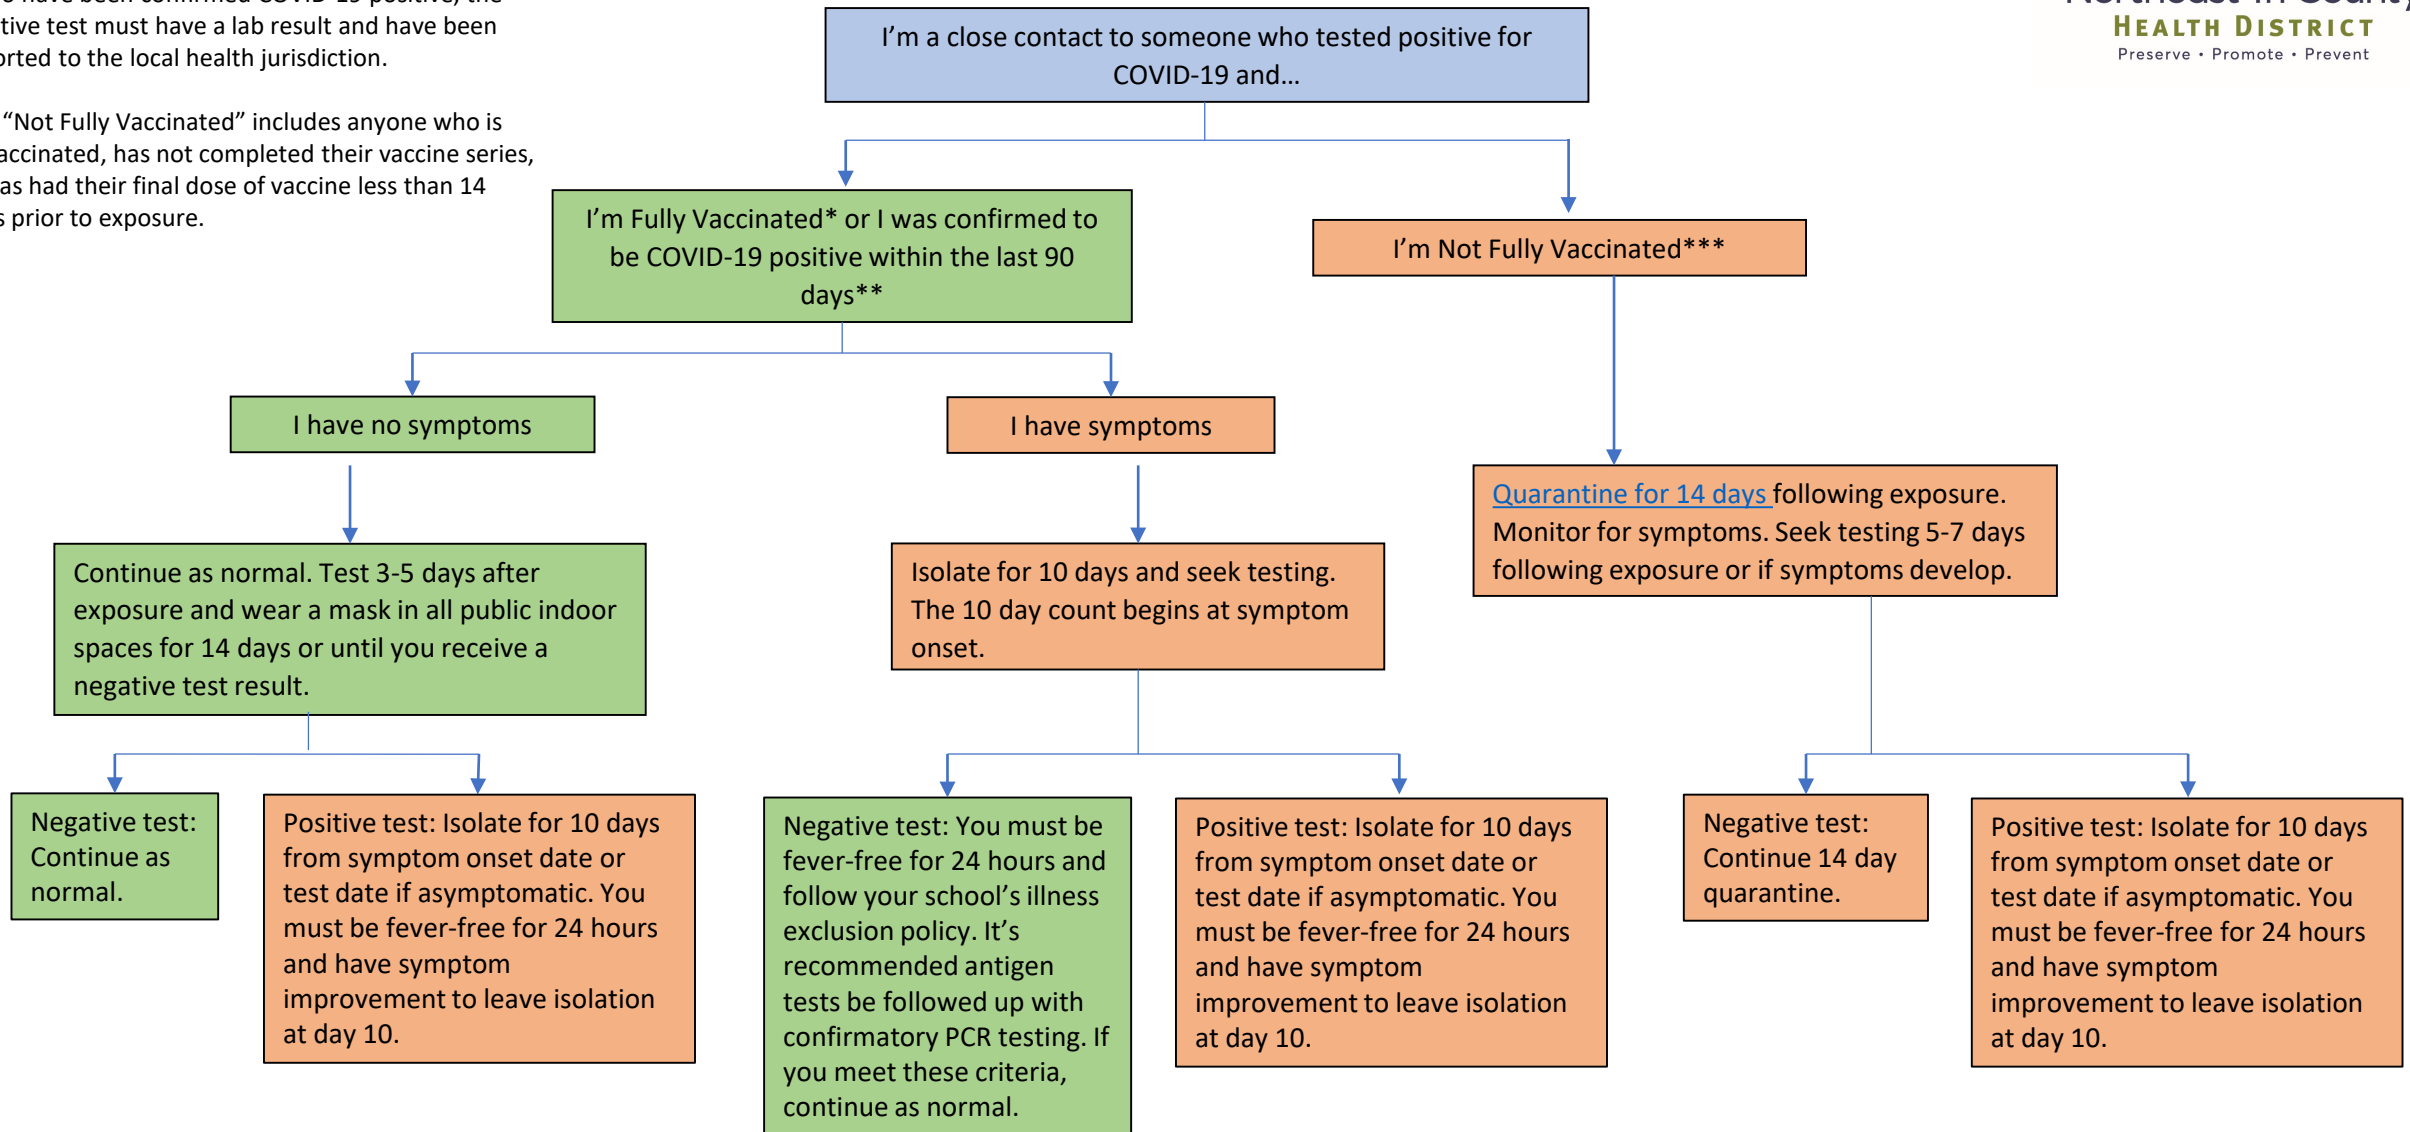 have been confirmed COVID-19 positive, the
test must have a lab result and have been
to the local health jurisdiction.
“Not Fully Vaccinated” includes anyone who is
has not completed their vaccine series,
had their final dose of vaccine less than 14
prior to exposure.
HEALTH DISTRICT
Preserve • Promote • Prevent
I’m a close contact to someone who tested positive for
COVID-19 and...
I’m Fully Vaccinated* or I was confirmed to
be COVID-19 positive within the last 90
days**
I’m Not Fully Vaccinated***
I have no symptoms
I have symptoms
Quarantine for 14 days following exposure.
Monitor for symptoms. Seek testing 5-7 days
following exposure or if symptoms develop.
Continue as normal. Test 3-5 days after
exposure and wear a mask in all public indoor
spaces for 14 days or until you receive a
negative test result.
Isolate for 10 days and seek testing.
The 10 day count begins at symptom
onset.
Negative test:
Continue as
normal.
Positive test: Isolate for 10 days
from symptom onset date or
test date if asymptomatic. You
must be fever-free for 24 hours
and have symptom
improvement to leave isolation
at day 10.
Negative test: You must be
fever-free for 24 hours and
follow your school’s illness
exclusion policy. It’s
recommended antigen
tests be followed up with
confirmatory PCR testing. If
you meet these criteria,
continue as normal.
Positive test: Isolate for 10 days
from symptom onset date or
test date if asymptomatic. You
must be fever-free for 24 hours
and have symptom
improvement to leave isolation
at day 10.
Negative test:
Continue 14 day
quarantine.
Positive test: Isolate for 10 days
from symptom onset date or
test date if asymptomatic. You
must be fever-free for 24 hours
and have symptom
improvement to leave isolation
at day 10.